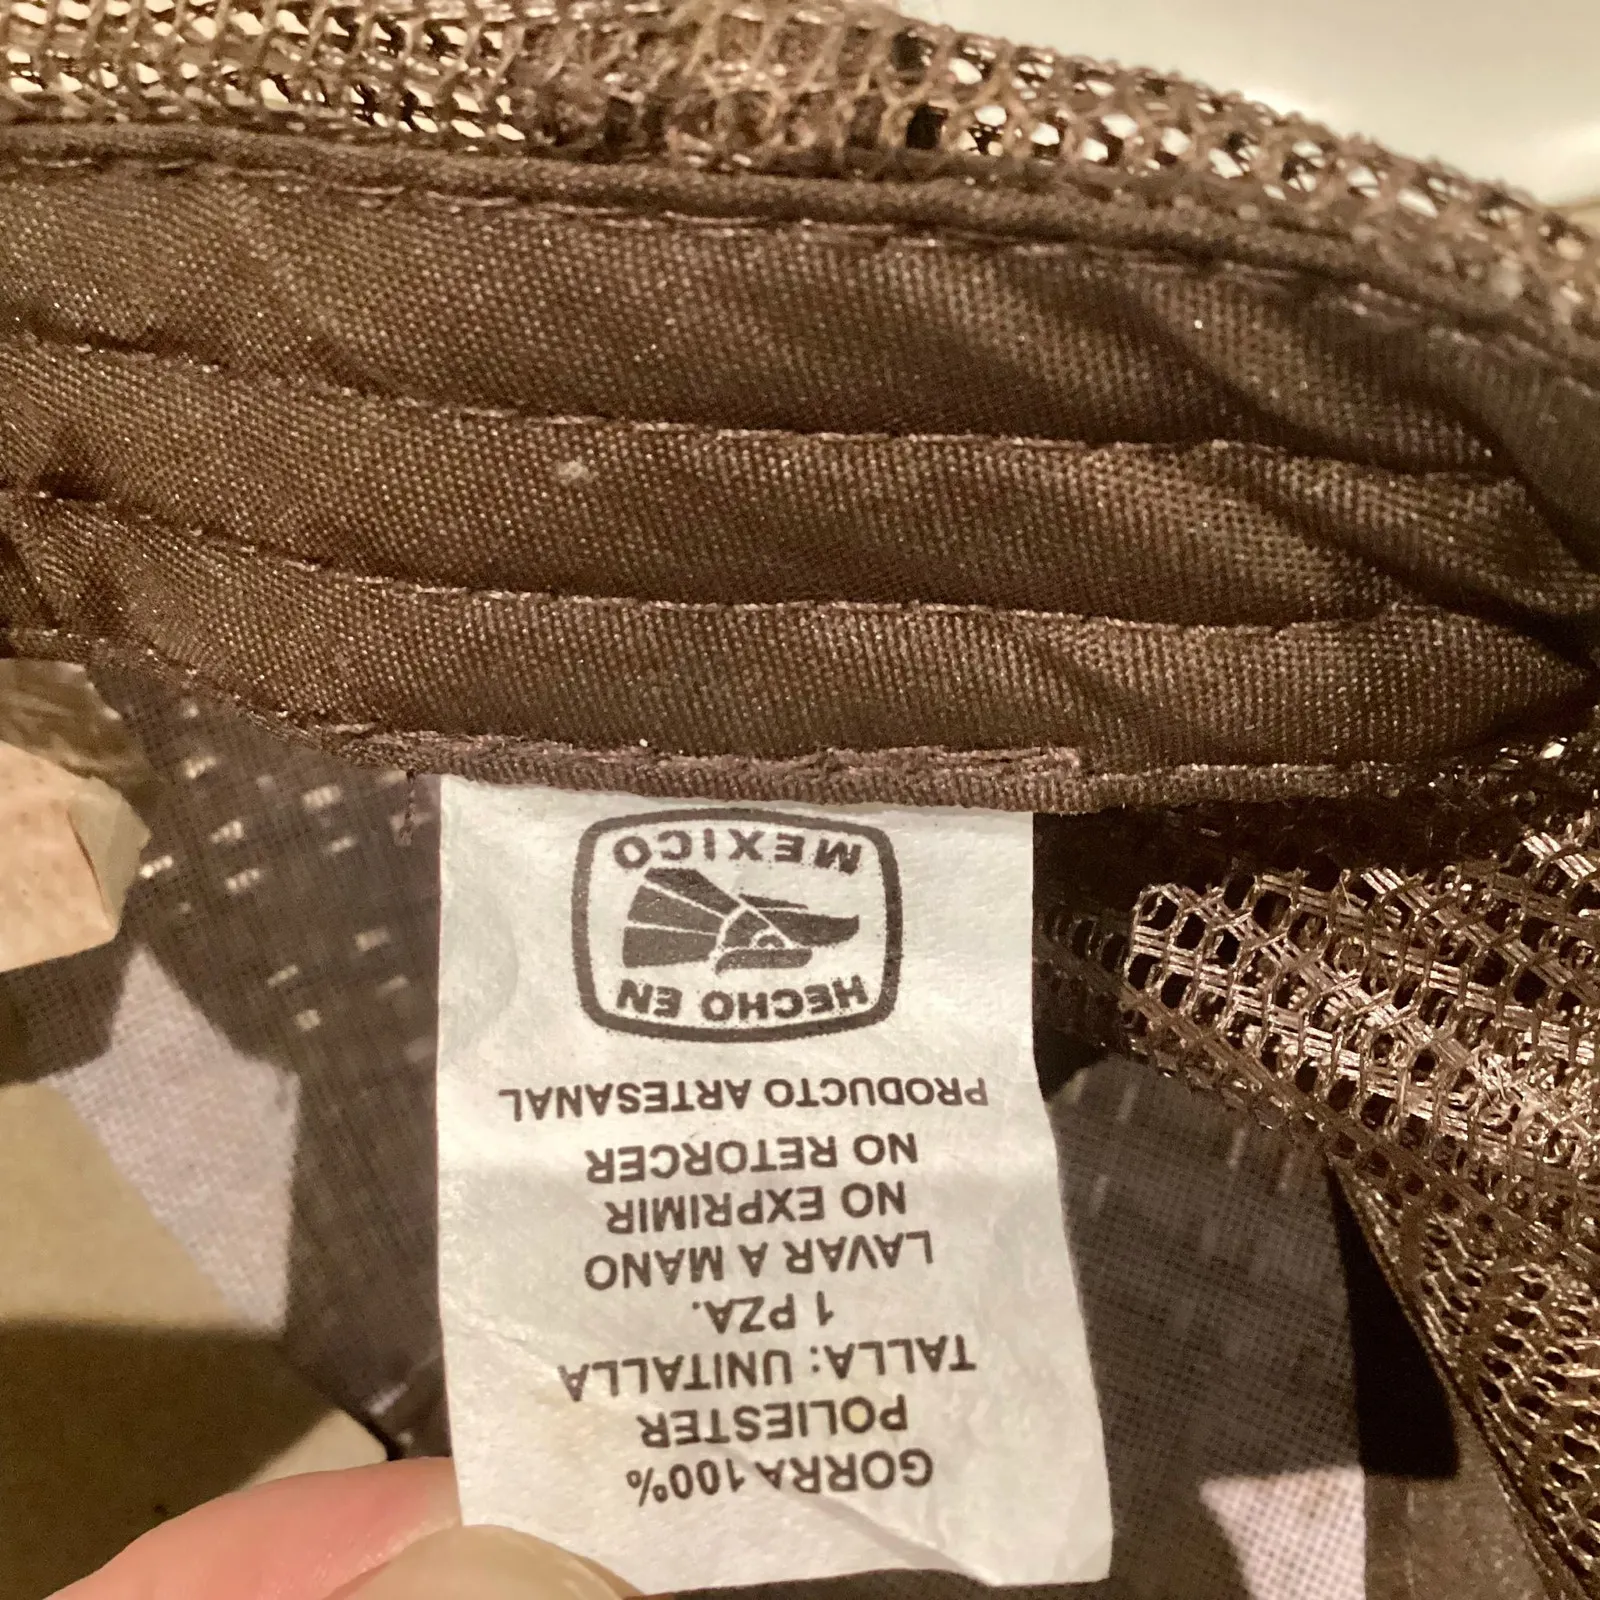 GORRA 100%
POLIESTER
TALLA: UNITALLA
1 PZA.
LAVAR A MANO
NO EXPRIMIR
NO RETORCER
PRODUCTO ARTESANAL
HECHO EN
MEXICO